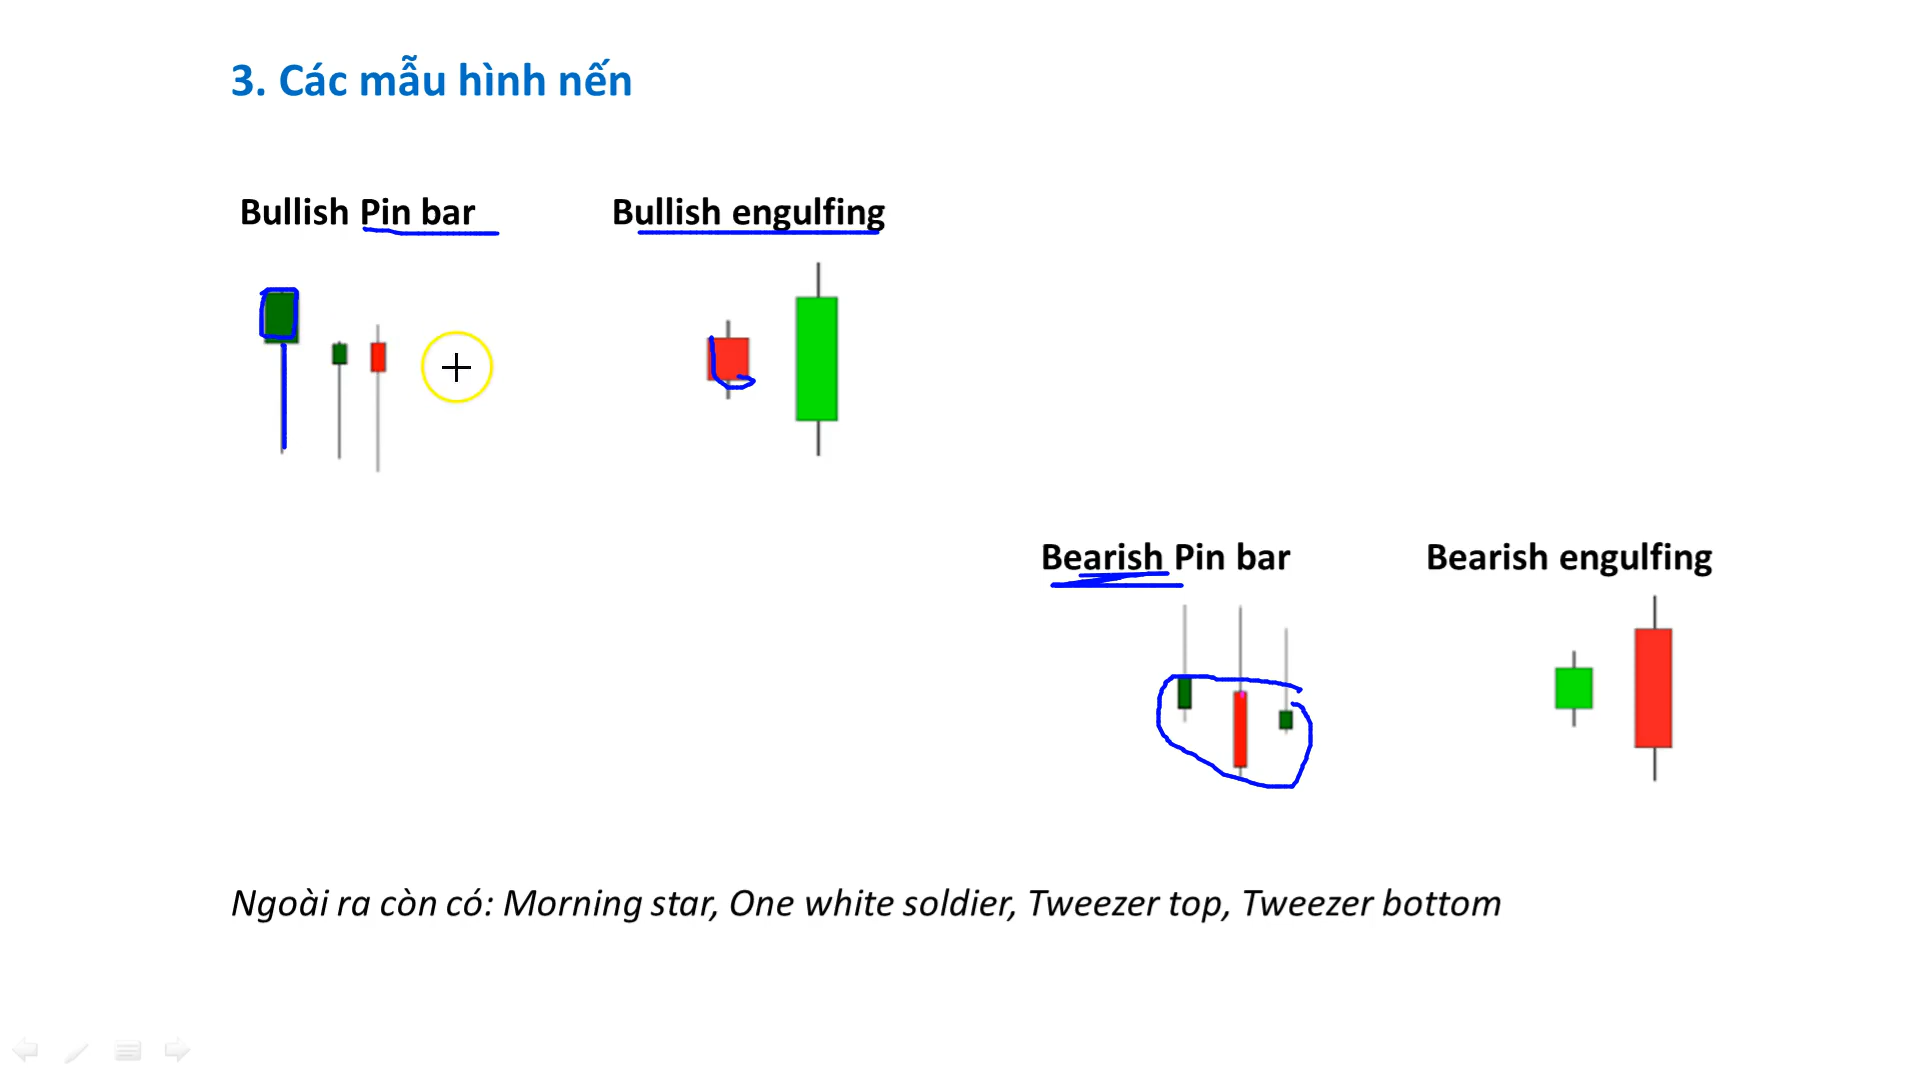 3. Các mẫu hình nến
Bullish Pin bar
Bullish engulfing
Bearish Pin bar
Bearish engulfing
Ngoài ra còn có: Morning star, One white soldier, Tweezer top, Tweezer bottom